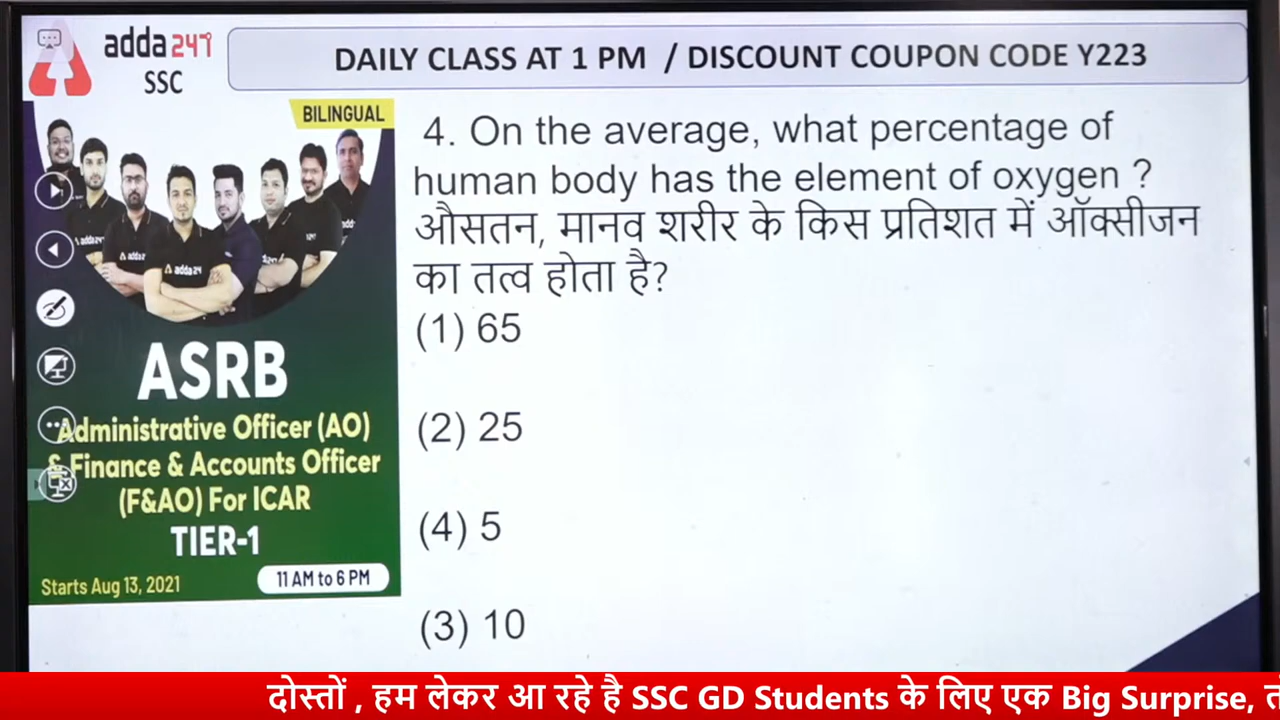 adda 247
SSC
DAILY CLASS AT 1 PM / DISCOUNT COUPON CODE Y223
BILINGUAL
adda247
adda24
ASRB
Administrative Officer (AO)
& Finance & Accounts Officer
(F&AO) For ICAR
TIER-1
Starts Aug 13, 2021
11 AM to 6 PM
4. On the average, what percentage of
human body has the element of oxygen ?
औसतन, मानव शरीर के किस प्रतिशत में ऑक्सीजन
का तत्व होता है?
(1) 65
(2) 25
(4) 5
(3) 10
दोस्तों , हम लेकर आ रहे है SSC GD Students के लिए एक Big Surprise,